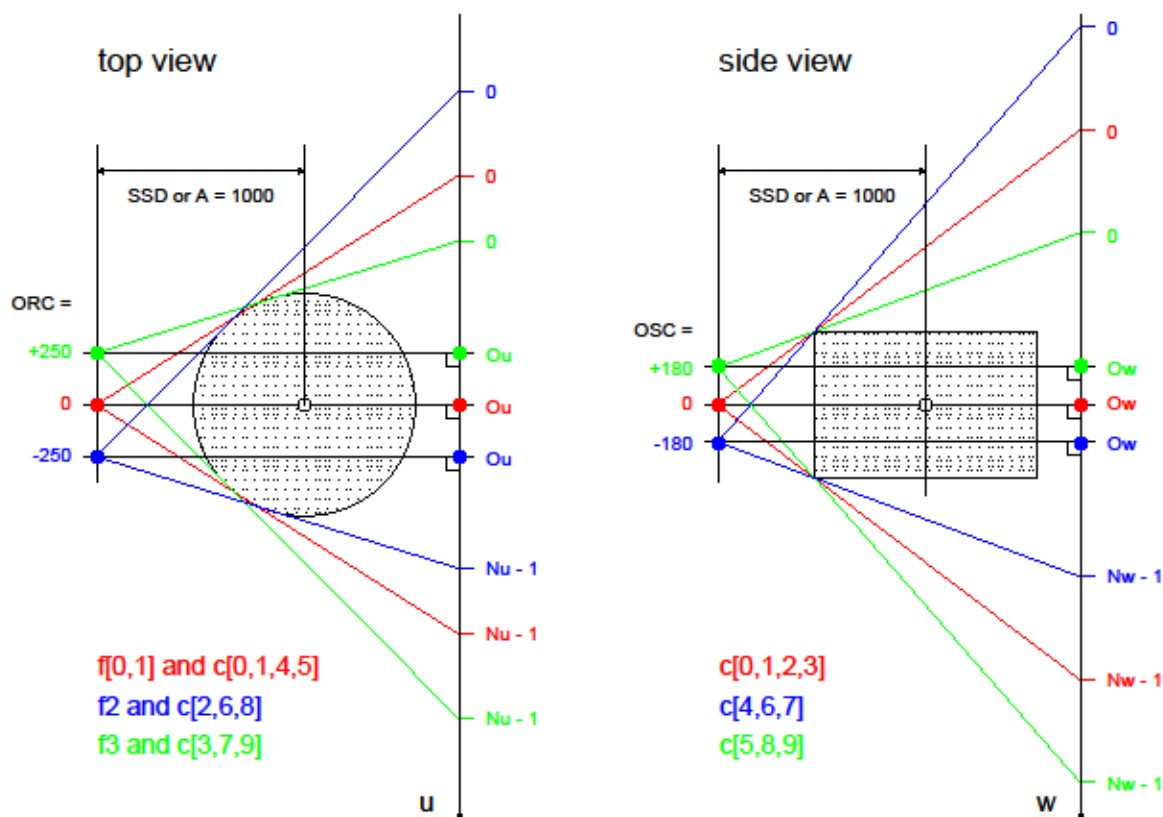 top view
0
0
0
SSD or A = 1000
ORC =
+250
0
-250
Ou
Ou
Ou
Nu - 1
Nu - 1
Nu - 1
f[0,1] and c[0,1,4,5]
f2 and c[2,6,8]
f3 and c[3,7,9]
u
side view
0
0
0
SSD or A = 1000
OSC =
+180
0
-180
Ow
Ow
Ow
Nw - 1
Nw - 1
Nw - 1
c[0,1,2,3]
c[4,6,7]
c[5,8,9]
w